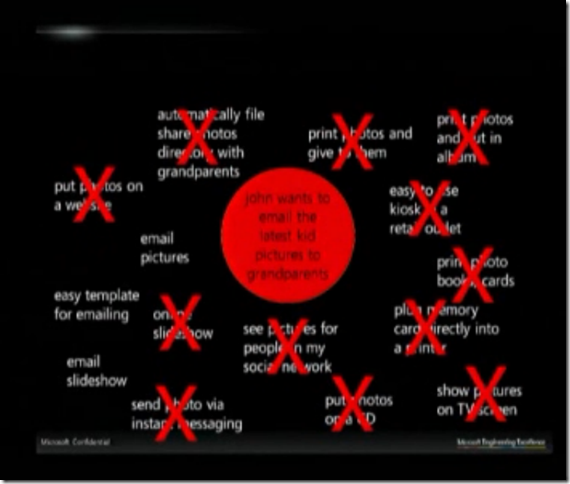 automatically file
share photos
directory with
grandparents
print photos and
give to them
print photos
and put in
album
put photos on
a website
john wants to
email the
latest kid
pictures to
grandparents
easy to use
kiosk in a
retail outlet
email
pictures
print photo
books, cards
easy template
for emailing
online
slideshow
see pictures for
people in my
social network
plug memory
card directly into
a printer
email
slideshow
send photo via
instant messaging
put photos
on a CD
show pictures
on TV screen
Microsoft Confidential
Microsoft Engineering Excellence